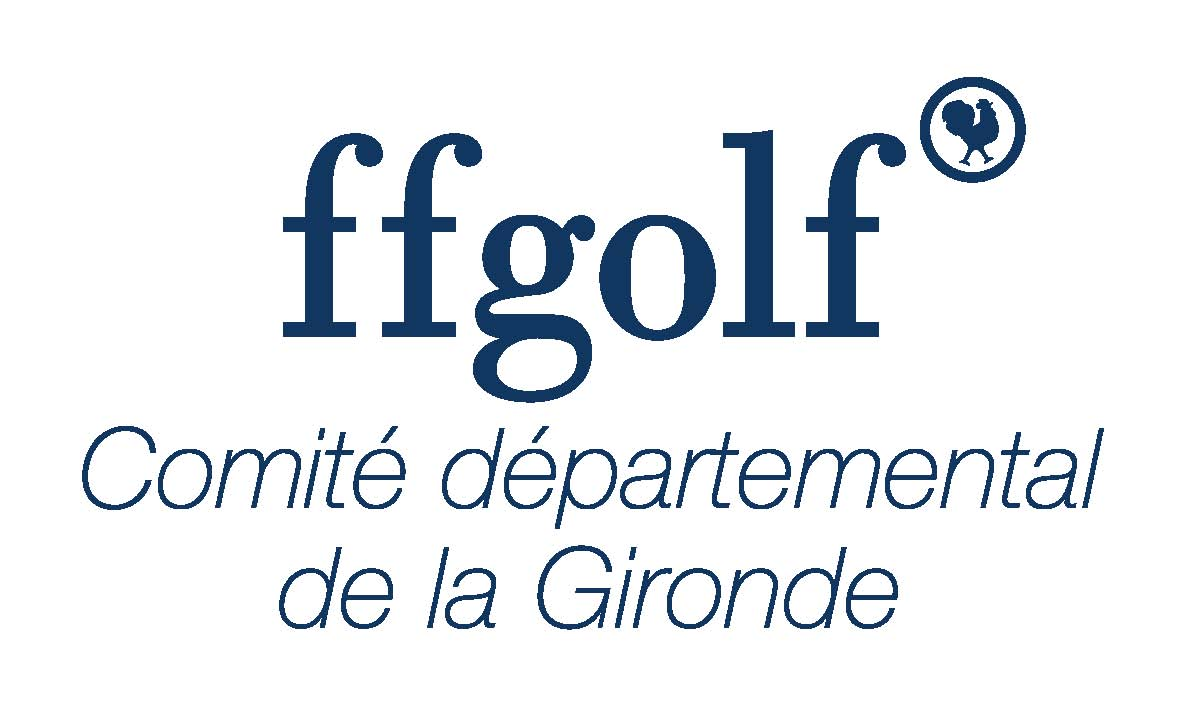 ffgolf
Comité départemental
de la Gironde